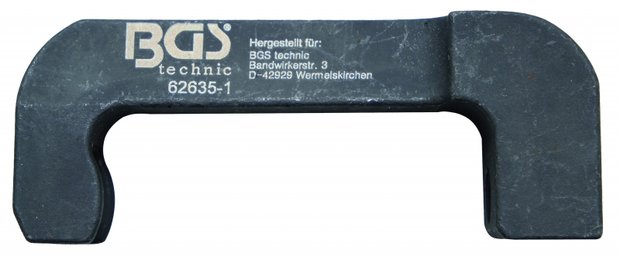 BGS®
technic
62635-1
Hergestellt für:
BGS technic
Bandwirkerstr. 3
D-42929 Wermelskirchen